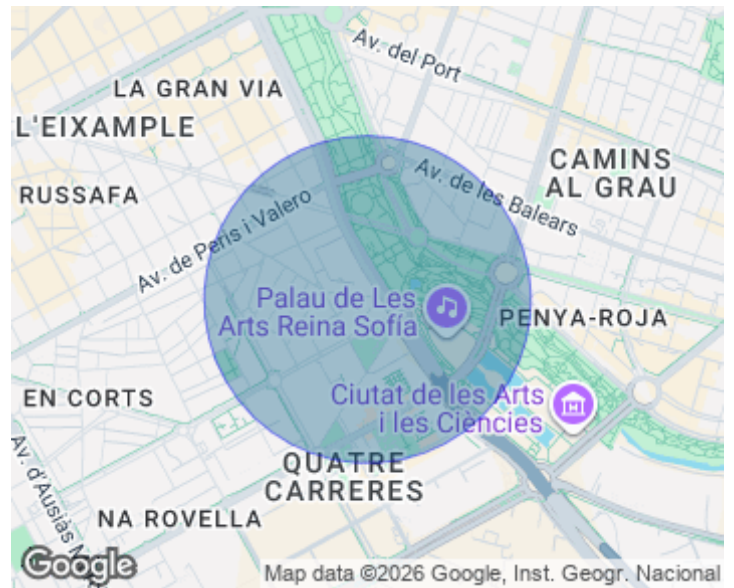 Av. del Port
LA GRAN VIA
L'EIXAMPLE
CAMINS
AL GRAU
Av. de les Balears
RUSSAFA
Av. de Peris i Valero
Palau de Les
Arts Reina Sofía
PENYA-ROJA
EN CORTS
Ciutat de les Arts
i les Ciències
QUATRE
CARRERES
Av. d'Ausiàs M
NA ROVELLA
Google
Map data ©2026 Google, Inst. Geogr. Nacional